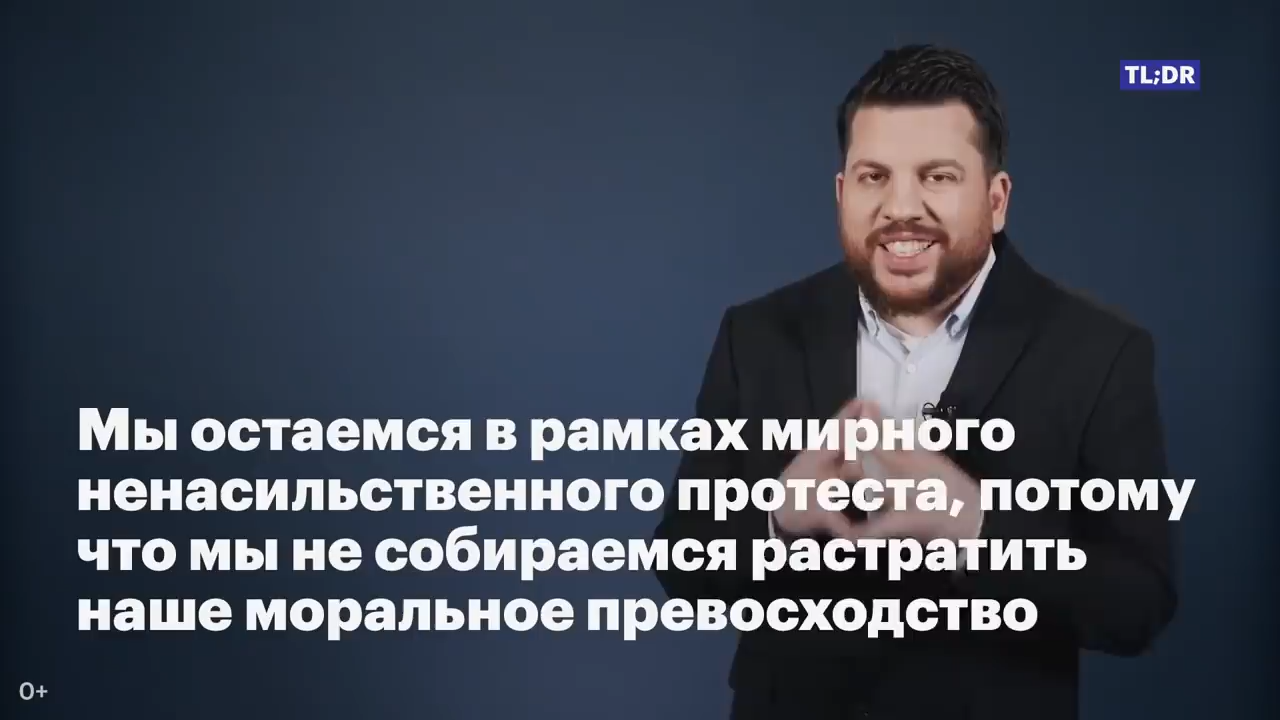 TL;DR
Мы остаемся в рамках мирного
ненасильственного протеста, потому
что мы не собираемся растратить
наше моральное превосходство
0+